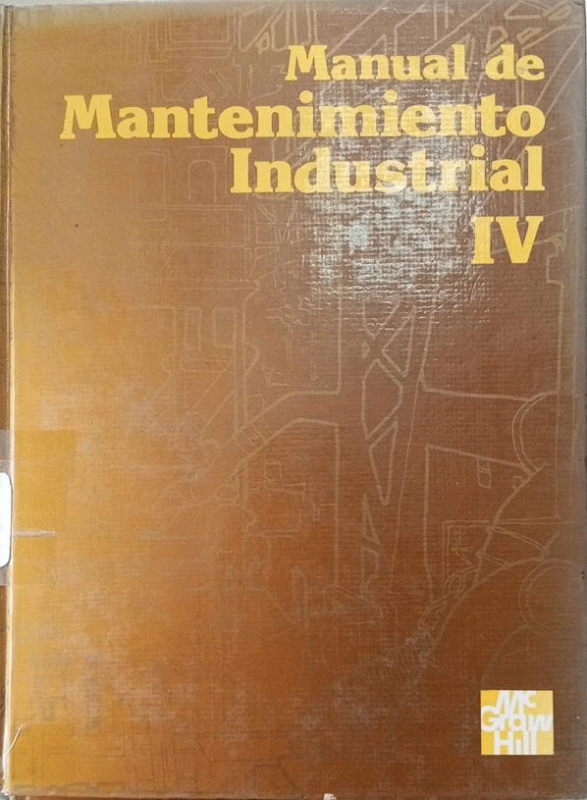 Manual de
Mantenimiento
Industrial
IV
Mc
Graw
Hill